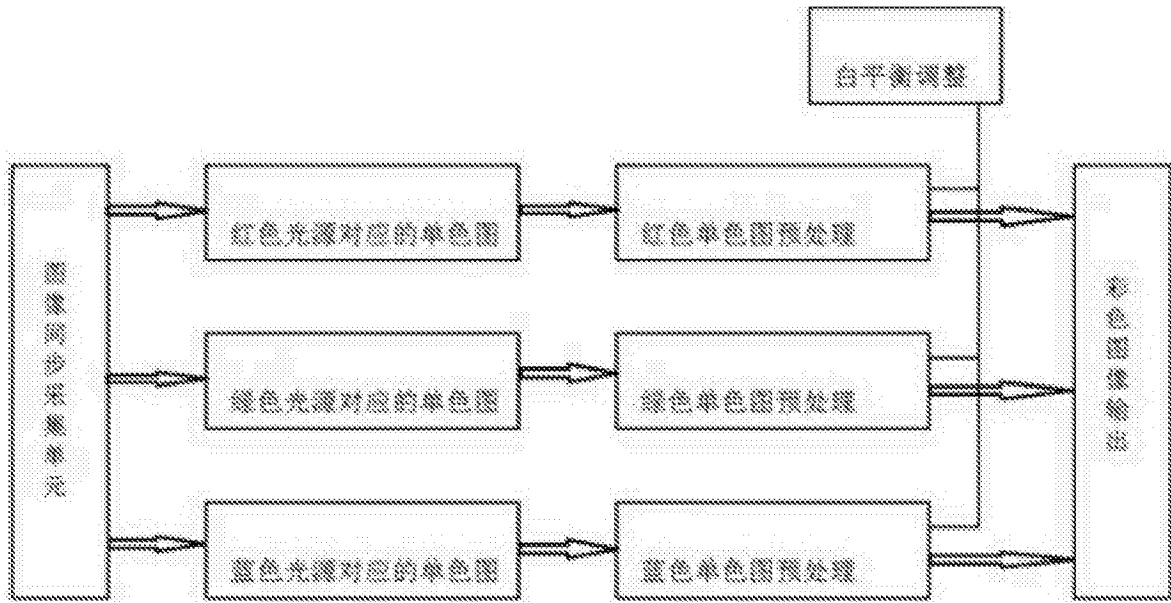 白平衡调整
图像同步采集单元
红色光源对应的单色图
红色单色图预处理
彩色图像输出
绿色光源对应的单色图
绿色单色图预处理
蓝色光源对应的单色图
蓝色单色图预处理